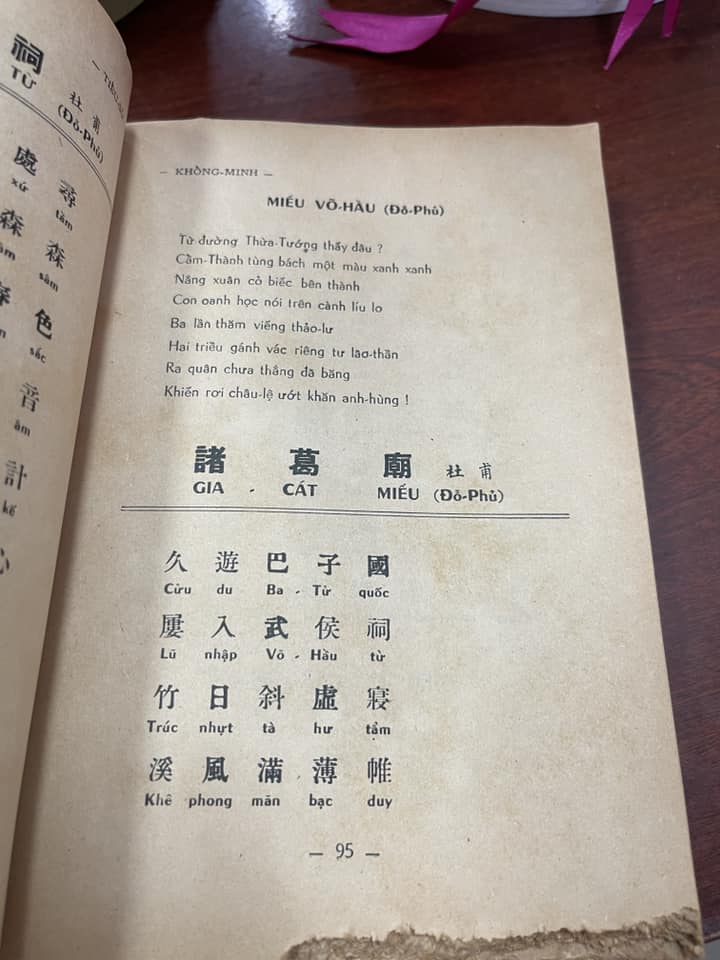 祠
TỪ
杜甫
(Đỗ-Phủ)
處 尋
xứ tầm
森 森
sâm sâm
春 色
sắc
音
âm
計
kế
— KHỔNG-MINH —
MIẾU VÕ-HẦU (Đỗ-Phủ)
Từ đường Thừa-Tướng thấy đâu ?
Cẩm-Thành tùng bách một màu xanh xanh
Nắng xuân cỏ biếc bên thành
Con oanh học nói trên cành líu lo
Ba lần thăm viếng thảo-lư
Hai triều gánh vác riêng tư lão-thần
Ra quân chưa thắng đã băng
Khiến rơi châu-lệ ướt khăn anh-hùng !
諸 葛 廟 杜甫
GIA - CÁT MIẾU (Đỗ-Phủ)
久 遊 巴 子 國
Cửu du Ba - Tử quốc
屢 入 武 侯 祠
Lũ nhập Võ - Hầu từ
竹 日 斜 虛 寢
Trúc nhựt tà hư tẩm
溪 風 滿 薄 帷
Khê phong mãn bạc duy
— 95 —